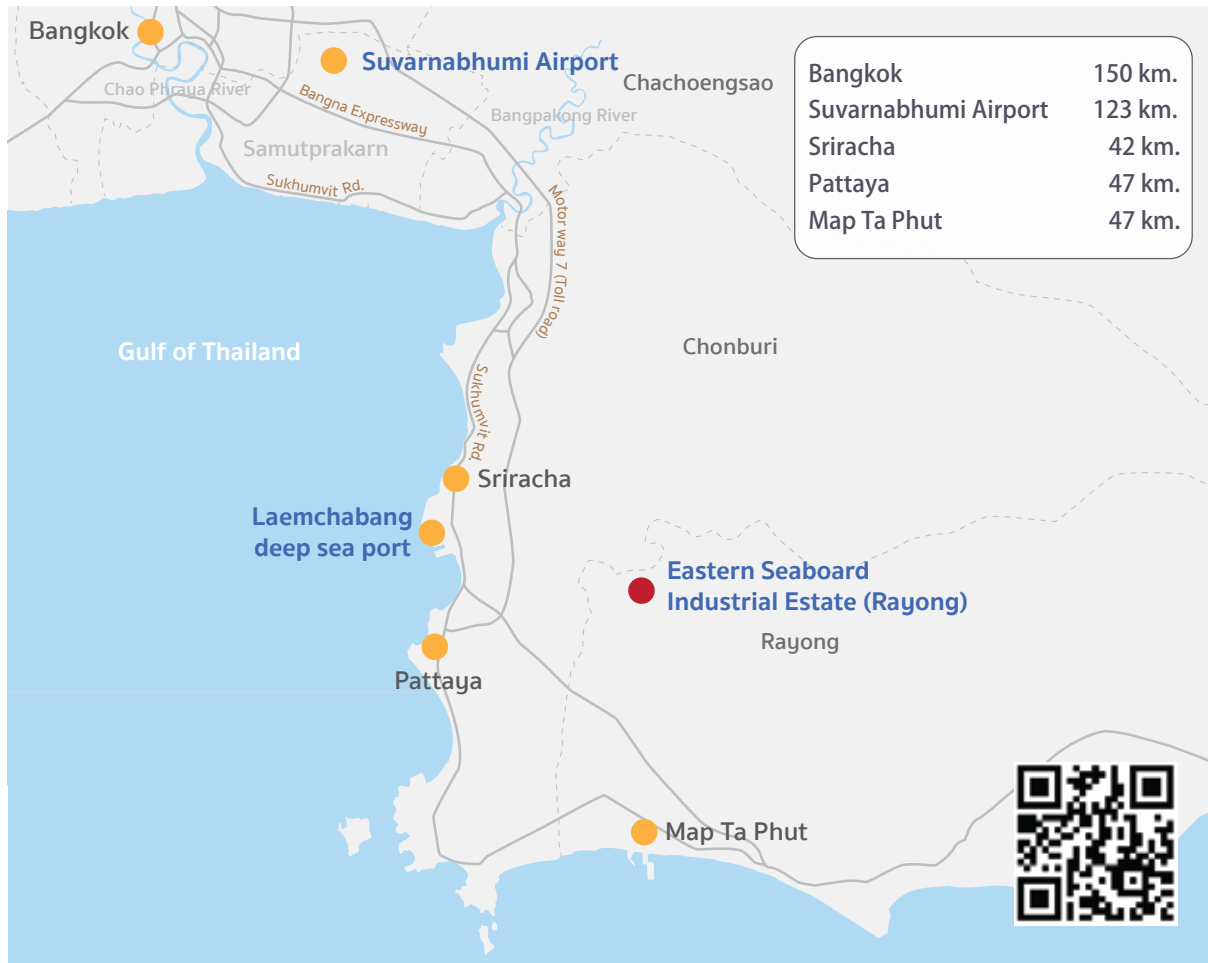 Bangkok
Suvarnabhumi Airport
Chao Phraya River
Bangna Expressway
Bangpakong River
Chachoengsao
Samutprakarn
Sukhumvit Rd.
Motorway 7 (Toll road)
Bangkok 150 km.
Suvarnabhumi Airport 123 km.
Sriracha 42 km.
Pattaya 47 km.
Map Ta Phut 47 km.
Gulf of Thailand
Chonburi
Sukhumvit Rd.
Sriracha
Laemchabang
deep sea port
Eastern Seaboard
Industrial Estate (Rayong)
Rayong
Pattaya
Map Ta Phut